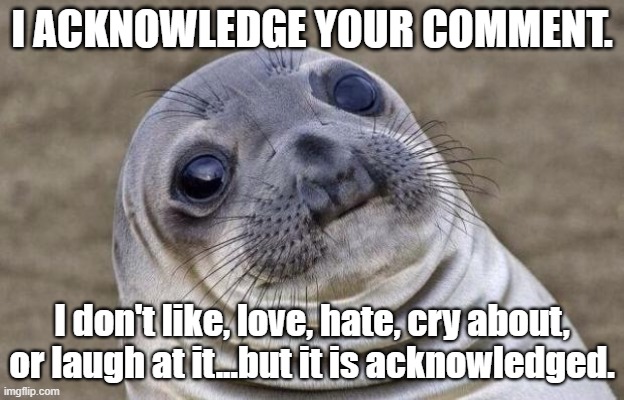 I ACKNOWLEDGE YOUR COMMENT.
I don't like, love, hate, cry about,
or laugh at it...but it is acknowledged.
imgflip.com